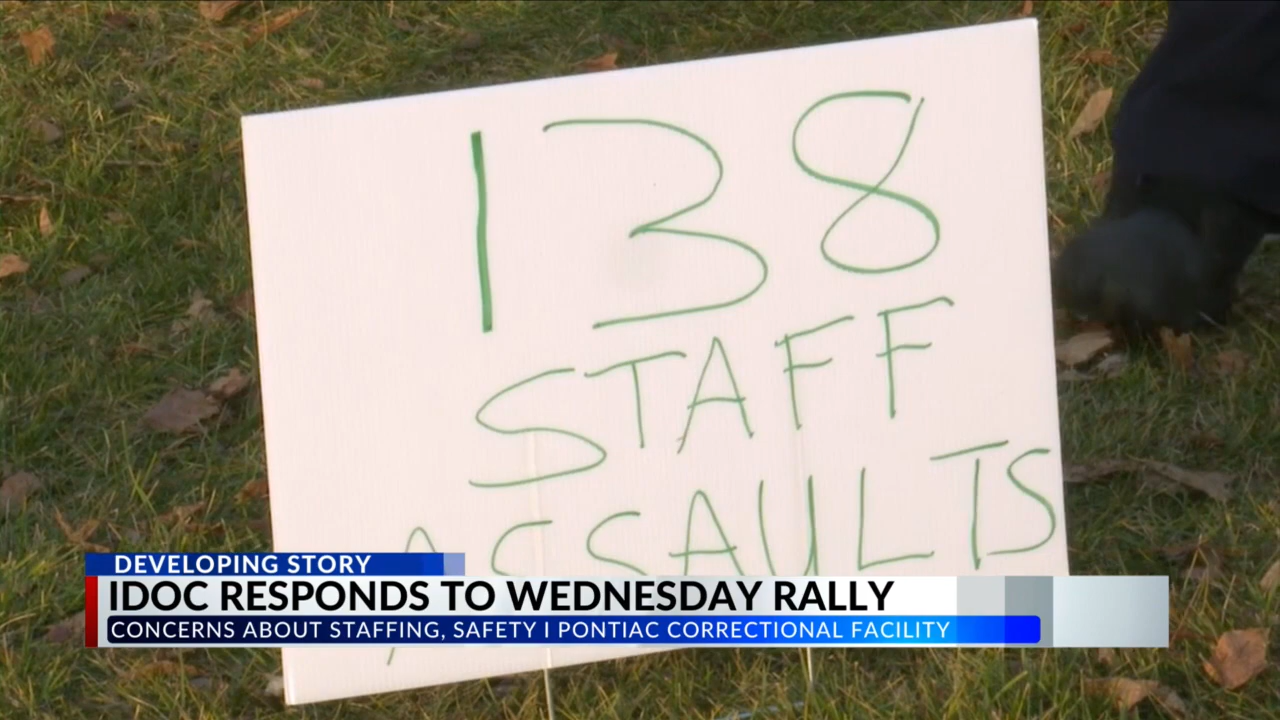 138
STAFF
ASSAULTS
DEVELOPING STORY
IDOC RESPONDS TO WEDNESDAY RALLY
CONCERNS ABOUT STAFFING, SAFETY | PONTIAC CORRECTIONAL FACILITY